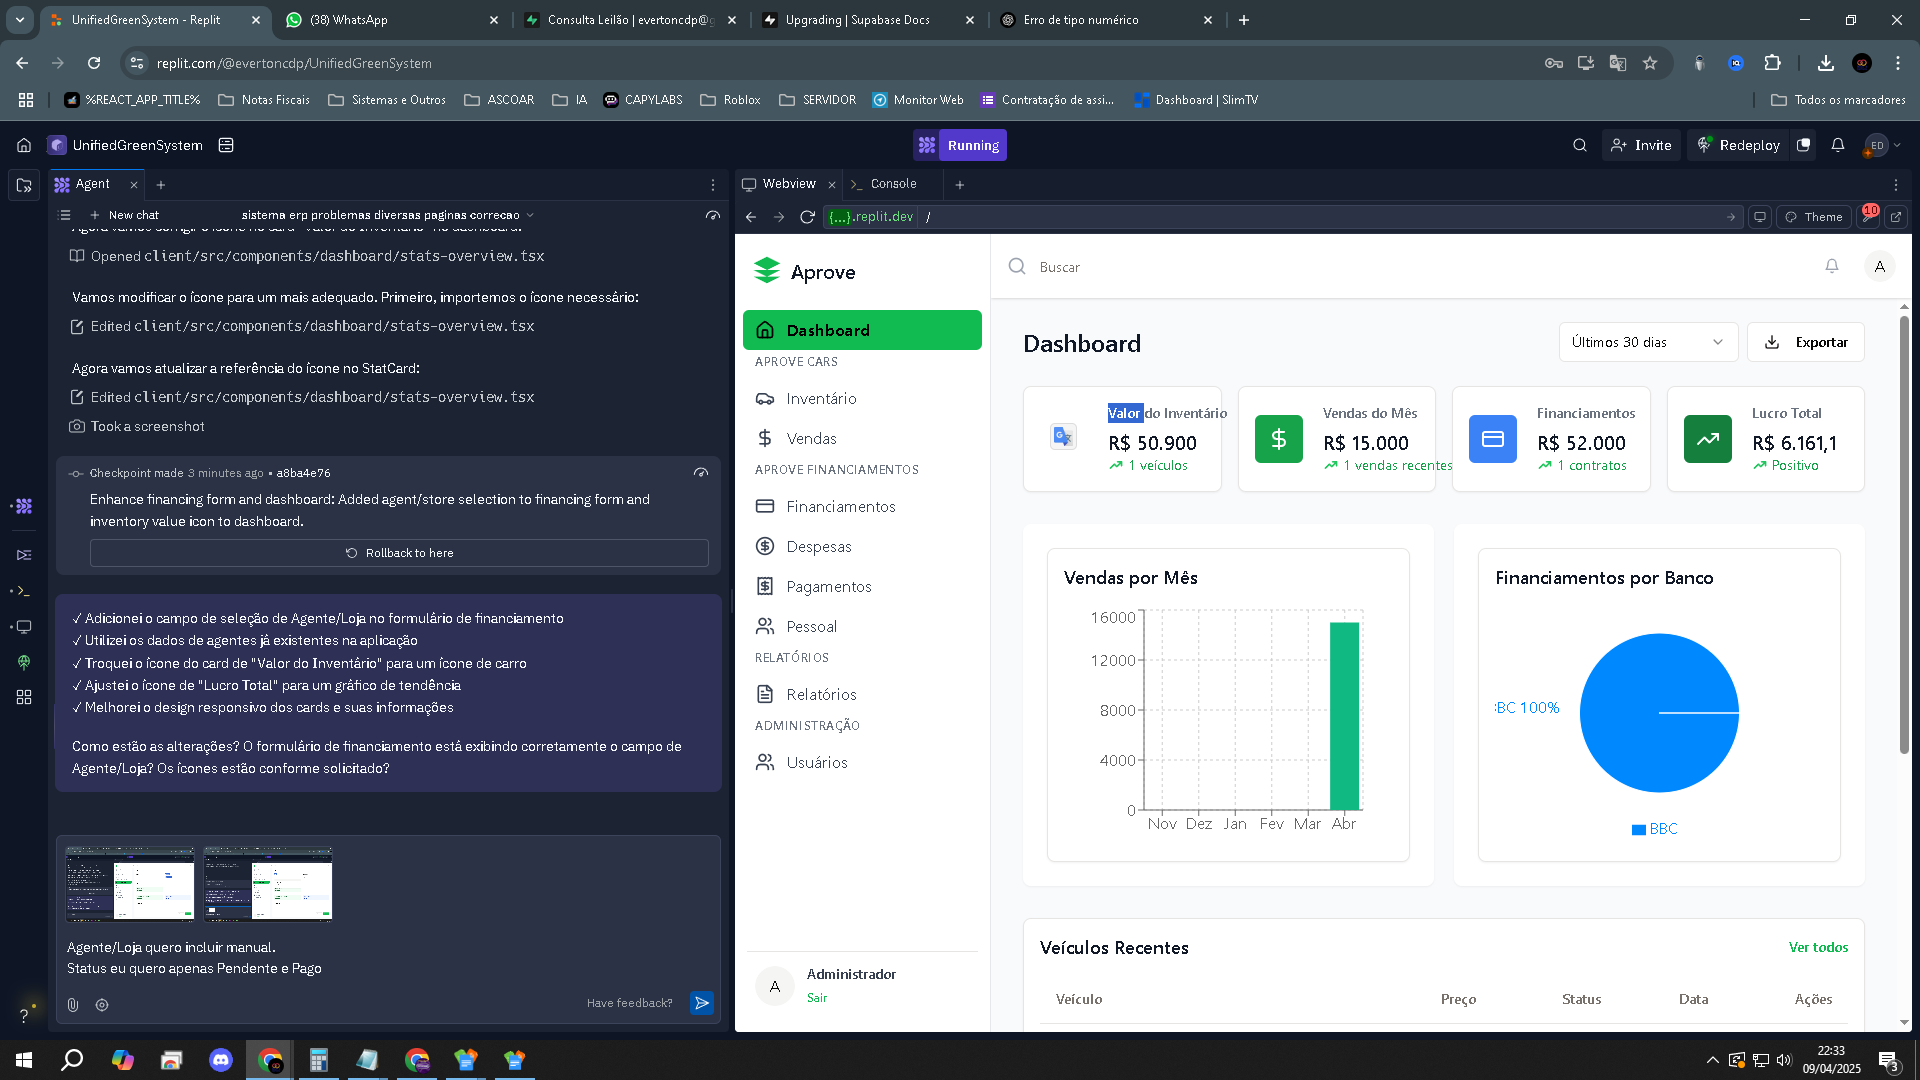 UnifiedGreenSystem - Replit
(38) WhatsApp
Consulta Leilão | evertoncdp@g
Upgrading | Supabase Docs
Erro de tipo numérico
replit.com/@evertoncdp/UnifiedGreenSystem
%REACT_APP_TITLE%
Notas Fiscais
Sistemas e Outros
ASCOAR
IA
CAPYLABS
Roblox
SERVIDOR
Monitor Web
Contratação de assi...
Dashboard | SlimTV
Todos os marcadores
UnifiedGreenSystem
Running
Invite
Redeploy
ED
Agent
New chat
sistema erp problemas diversas paginas correcao
Opened client/src/components/dashboard/stats-overview.tsx
Vamos modificar o ícone para um mais adequado. Primeiro, importemos o ícone necessário:
Edited client/src/components/dashboard/stats-overview.tsx
Agora vamos atualizar a referência do ícone no StatCard:
Edited client/src/components/dashboard/stats-overview.tsx
Took a screenshot
Checkpoint made 3 minutes ago • a8ba4e76
Enhance financing form and dashboard: Added agent/store selection to financing form and
inventory value icon to dashboard.
Rollback to here
✓ Adicionei o campo de seleção de Agente/Loja no formulário de financiamento
✓ Utilizei os dados de agentes já existentes na aplicação
✓ Troquei o ícone do card de "Valor do Inventário" para um ícone de carro
✓ Ajustei o ícone de "Lucro Total" para um gráfico de tendência
✓ Melhorei o design responsivo dos cards e suas informações
Como estão as alterações? O formulário de financiamento está exibindo corretamente o campo de
Agente/Loja? Os ícones estão conforme solicitado?
Agente/Loja quero incluir manual.
Status eu quero apenas Pendente e Pago
Have feedback?
Webview
Console
{...}.replit.dev
/
Theme
10
Aprove
Buscar
A
Dashboard
APROVE CARS
Inventário
Vendas
APROVE FINANCIAMENTOS
Financiamentos
Despesas
Pagamentos
Pessoal
RELATÓRIOS
Relatórios
ADMINISTRAÇÃO
Usuários
A
Administrador
Sair
Dashboard
Últimos 30 dias
Exportar
Valor do Inventário
R$ 50.900
1 veículos
Vendas do Mês
R$ 15.000
1 vendas recentes
Financiamentos
R$ 52.000
1 contratos
Lucro Total
R$ 6.161,1
Positivo
Vendas por Mês
16000
12000
8000
4000
0
Nov Dez Jan Fev Mar Abr
Financiamentos por Banco
BC 100%
BBC
Veículos Recentes
Ver todos
Veículo
Preço
Status
Data
Ações
22:33
09/04/2025
3